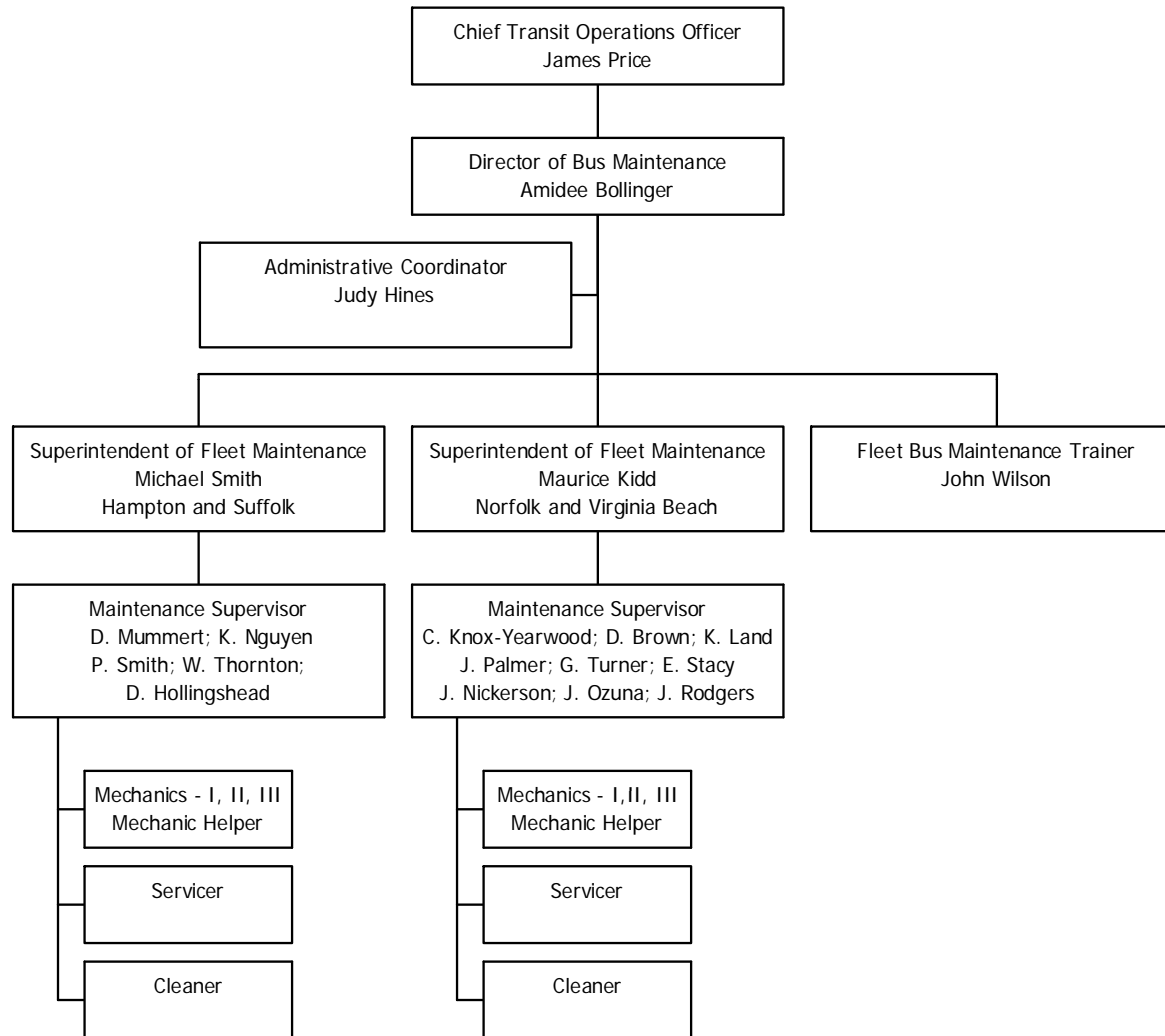 Chief Transit Operations Officer
James Price
Director of Bus Maintenance
Amidee Bollinger
Administrative Coordinator
Judy Hines
Superintendent of Fleet Maintenance
Michael Smith
Hampton and Suffolk
Superintendent of Fleet Maintenance
Maurice Kidd
Norfolk and Virginia Beach
Fleet Bus Maintenance Trainer
John Wilson
Maintenance Supervisor
D. Mummert; K. Nguyen
P. Smith; W. Thornton;
D. Hollingshead
Maintenance Supervisor
C. Knox-Yearwood; D. Brown; K. Land
J. Palmer; G. Turner; E. Stacy
J. Nickerson; J. Ozuna; J. Rodgers
Mechanics - I, II, III
Mechanic Helper
Servicer
Cleaner
Mechanics - I,II, III
Mechanic Helper
Servicer
Cleaner